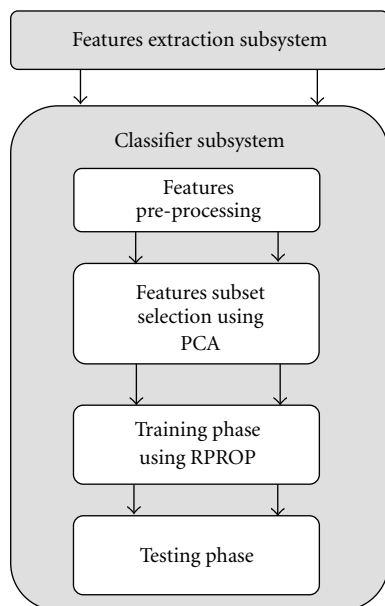 Features extraction subsystem
Classifier subsystem
Features
pre-processing
Features subset
selection using
PCA
Training phase
using RPROP
Testing phase